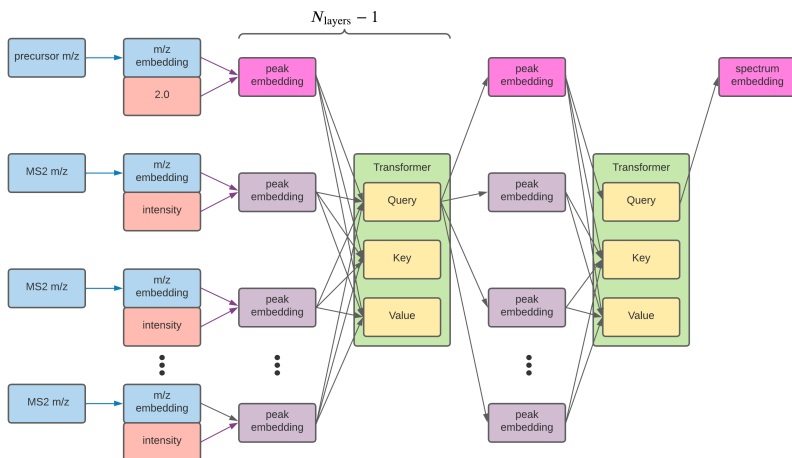 N_layers − 1
precursor m/z
m/z
embedding
2.0
peak
embedding
peak
embedding
spectrum
embedding
MS2 m/z
m/z
embedding
intensity
peak
embedding
Transformer
Query
Key
Value
peak
embedding
Transformer
Query
Key
Value
MS2 m/z
m/z
embedding
intensity
peak
embedding
peak
embedding
MS2 m/z
m/z
embedding
intensity
peak
embedding
peak
embedding